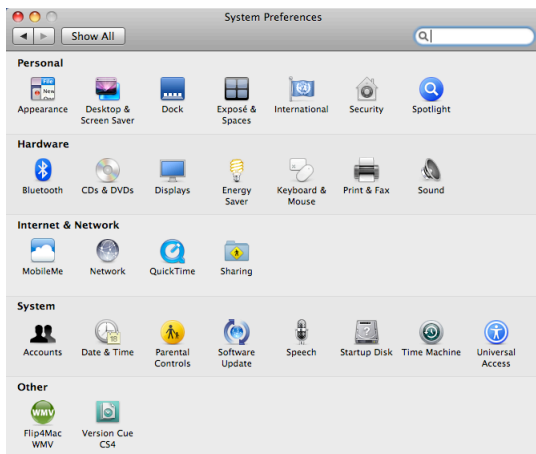 System Preferences
Show All
Personal
Appearance
Desktop &
Screen Saver
Dock
Exposé &
Spaces
International
Security
Spotlight
Hardware
Bluetooth
CDs & DVDs
Displays
Energy
Saver
Keyboard &
Mouse
Print & Fax
Sound
Internet & Network
MobileMe
Network
QuickTime
Sharing
System
Accounts
Date & Time
Parental
Controls
Software
Update
Speech
Startup Disk
Time Machine
Universal
Access
Other
WMV
Flip4Mac
WMV
Version Cue
CS4